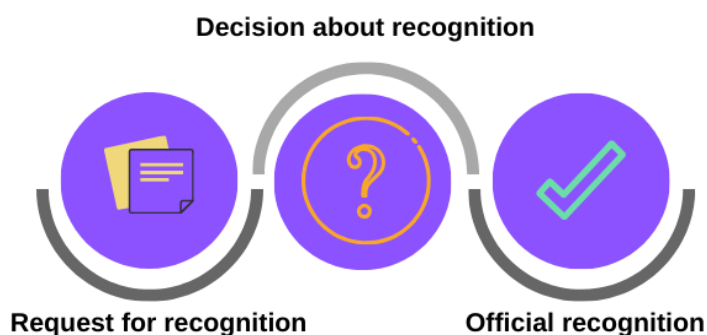 Decision about recognition
Request for recognition
Official recognition